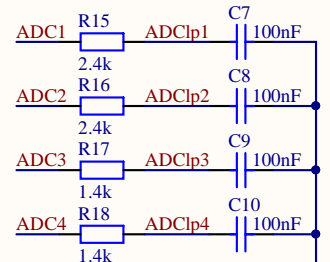 R15 C7
ADC1 ADClp1 100nF
2.4k
R16 C8
ADC2 ADClp2 100nF
2.4k
R17 C9
ADC3 ADClp3 100nF
1.4k
R18 C10
ADC4 ADClp4 100nF
1.4k